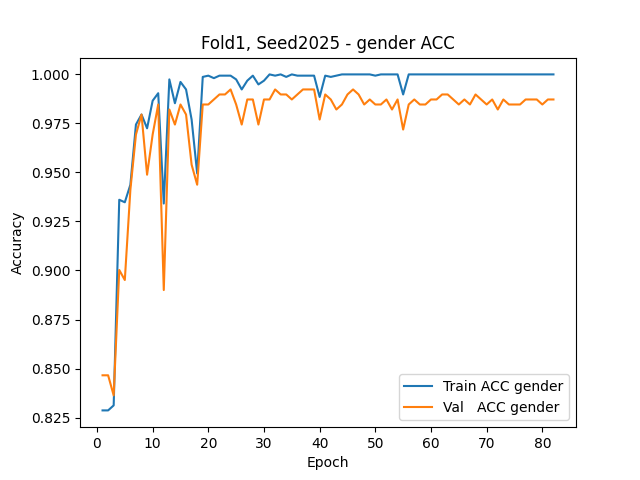 Fold1, Seed2025 - gender ACC
1.000
0.975
0.950
0.925
0.900
0.875
0.850
0.825
Accuracy
0 10 20 30 40 50 60 70 80
Epoch
Train ACC gender
Val   ACC gender